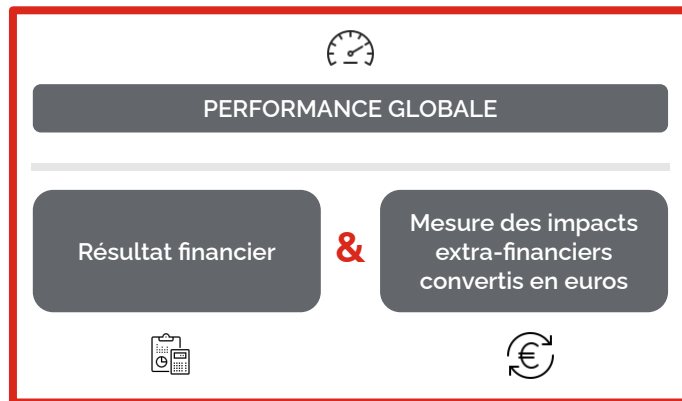 PERFORMANCE GLOBALE
Résultat financier
&
Mesure des impacts
extra-financiers
convertis en euros
€